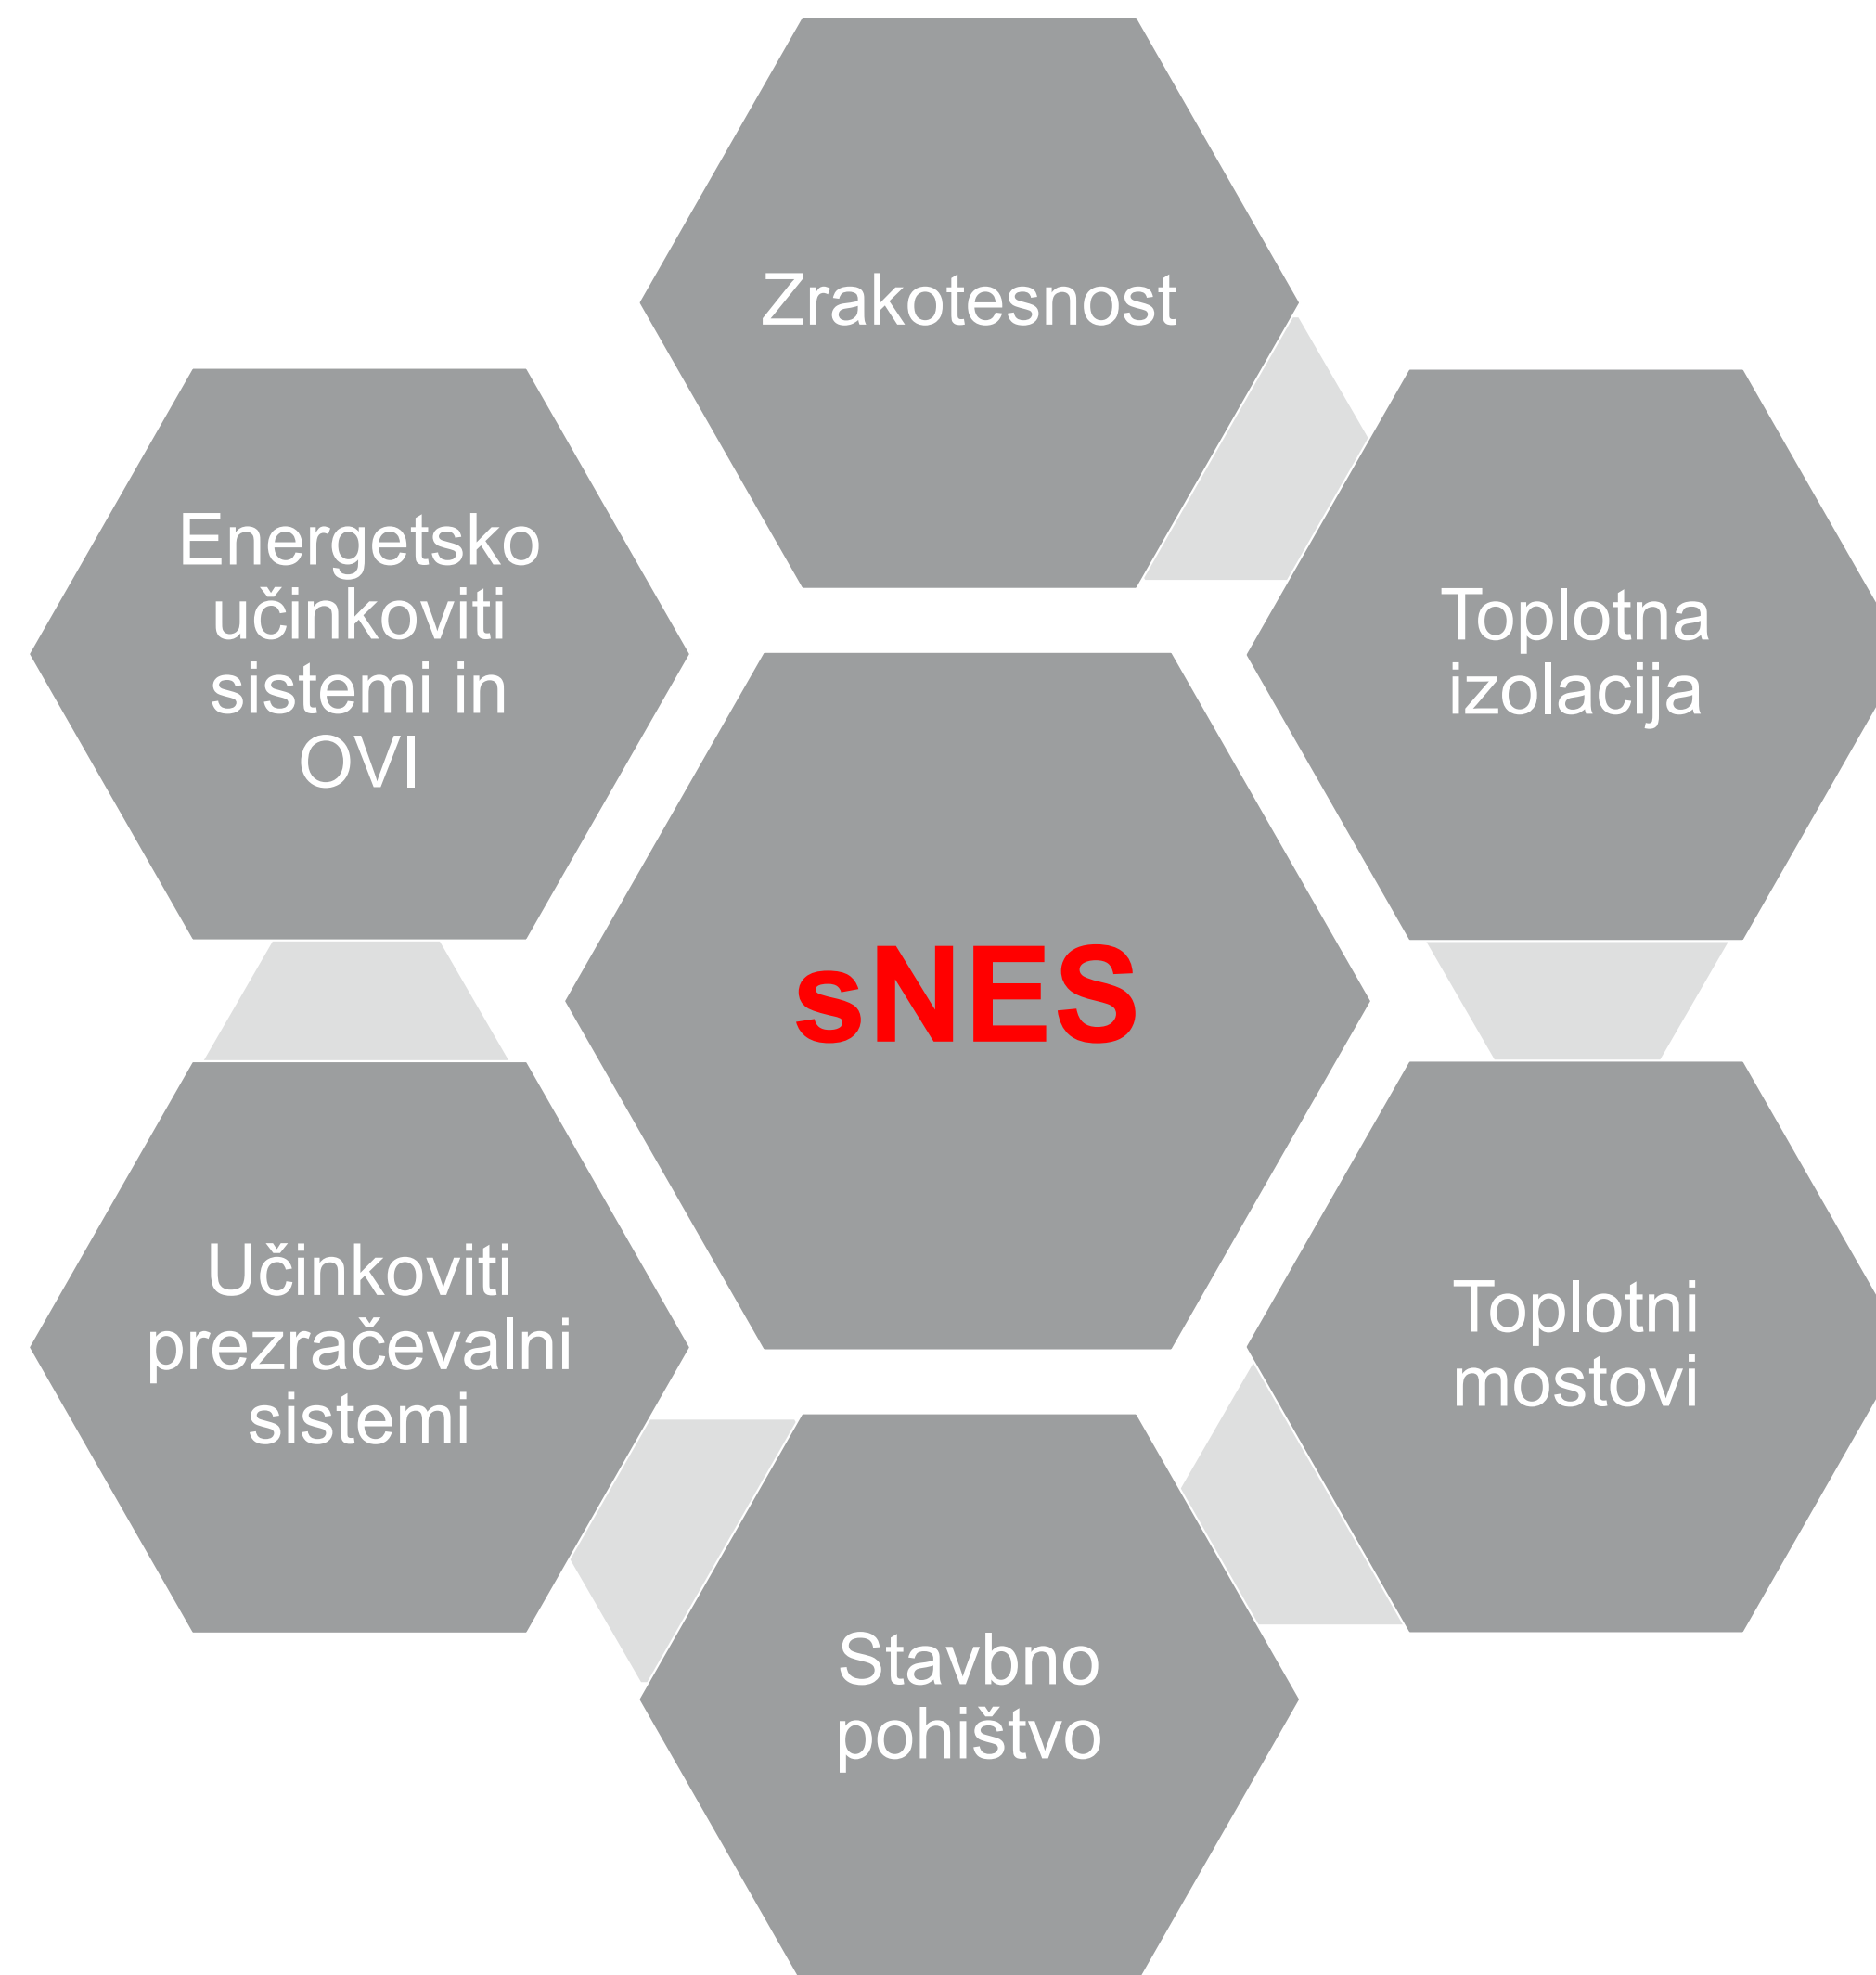 Zrakotesnost
Energetsko
učinkoviti
sistemi in
OVI
Toplotna
izolacija
sNES
Učinkoviti
prezračevalni
sistemi
Toplotni
mostovi
Stavbno
pohištvo